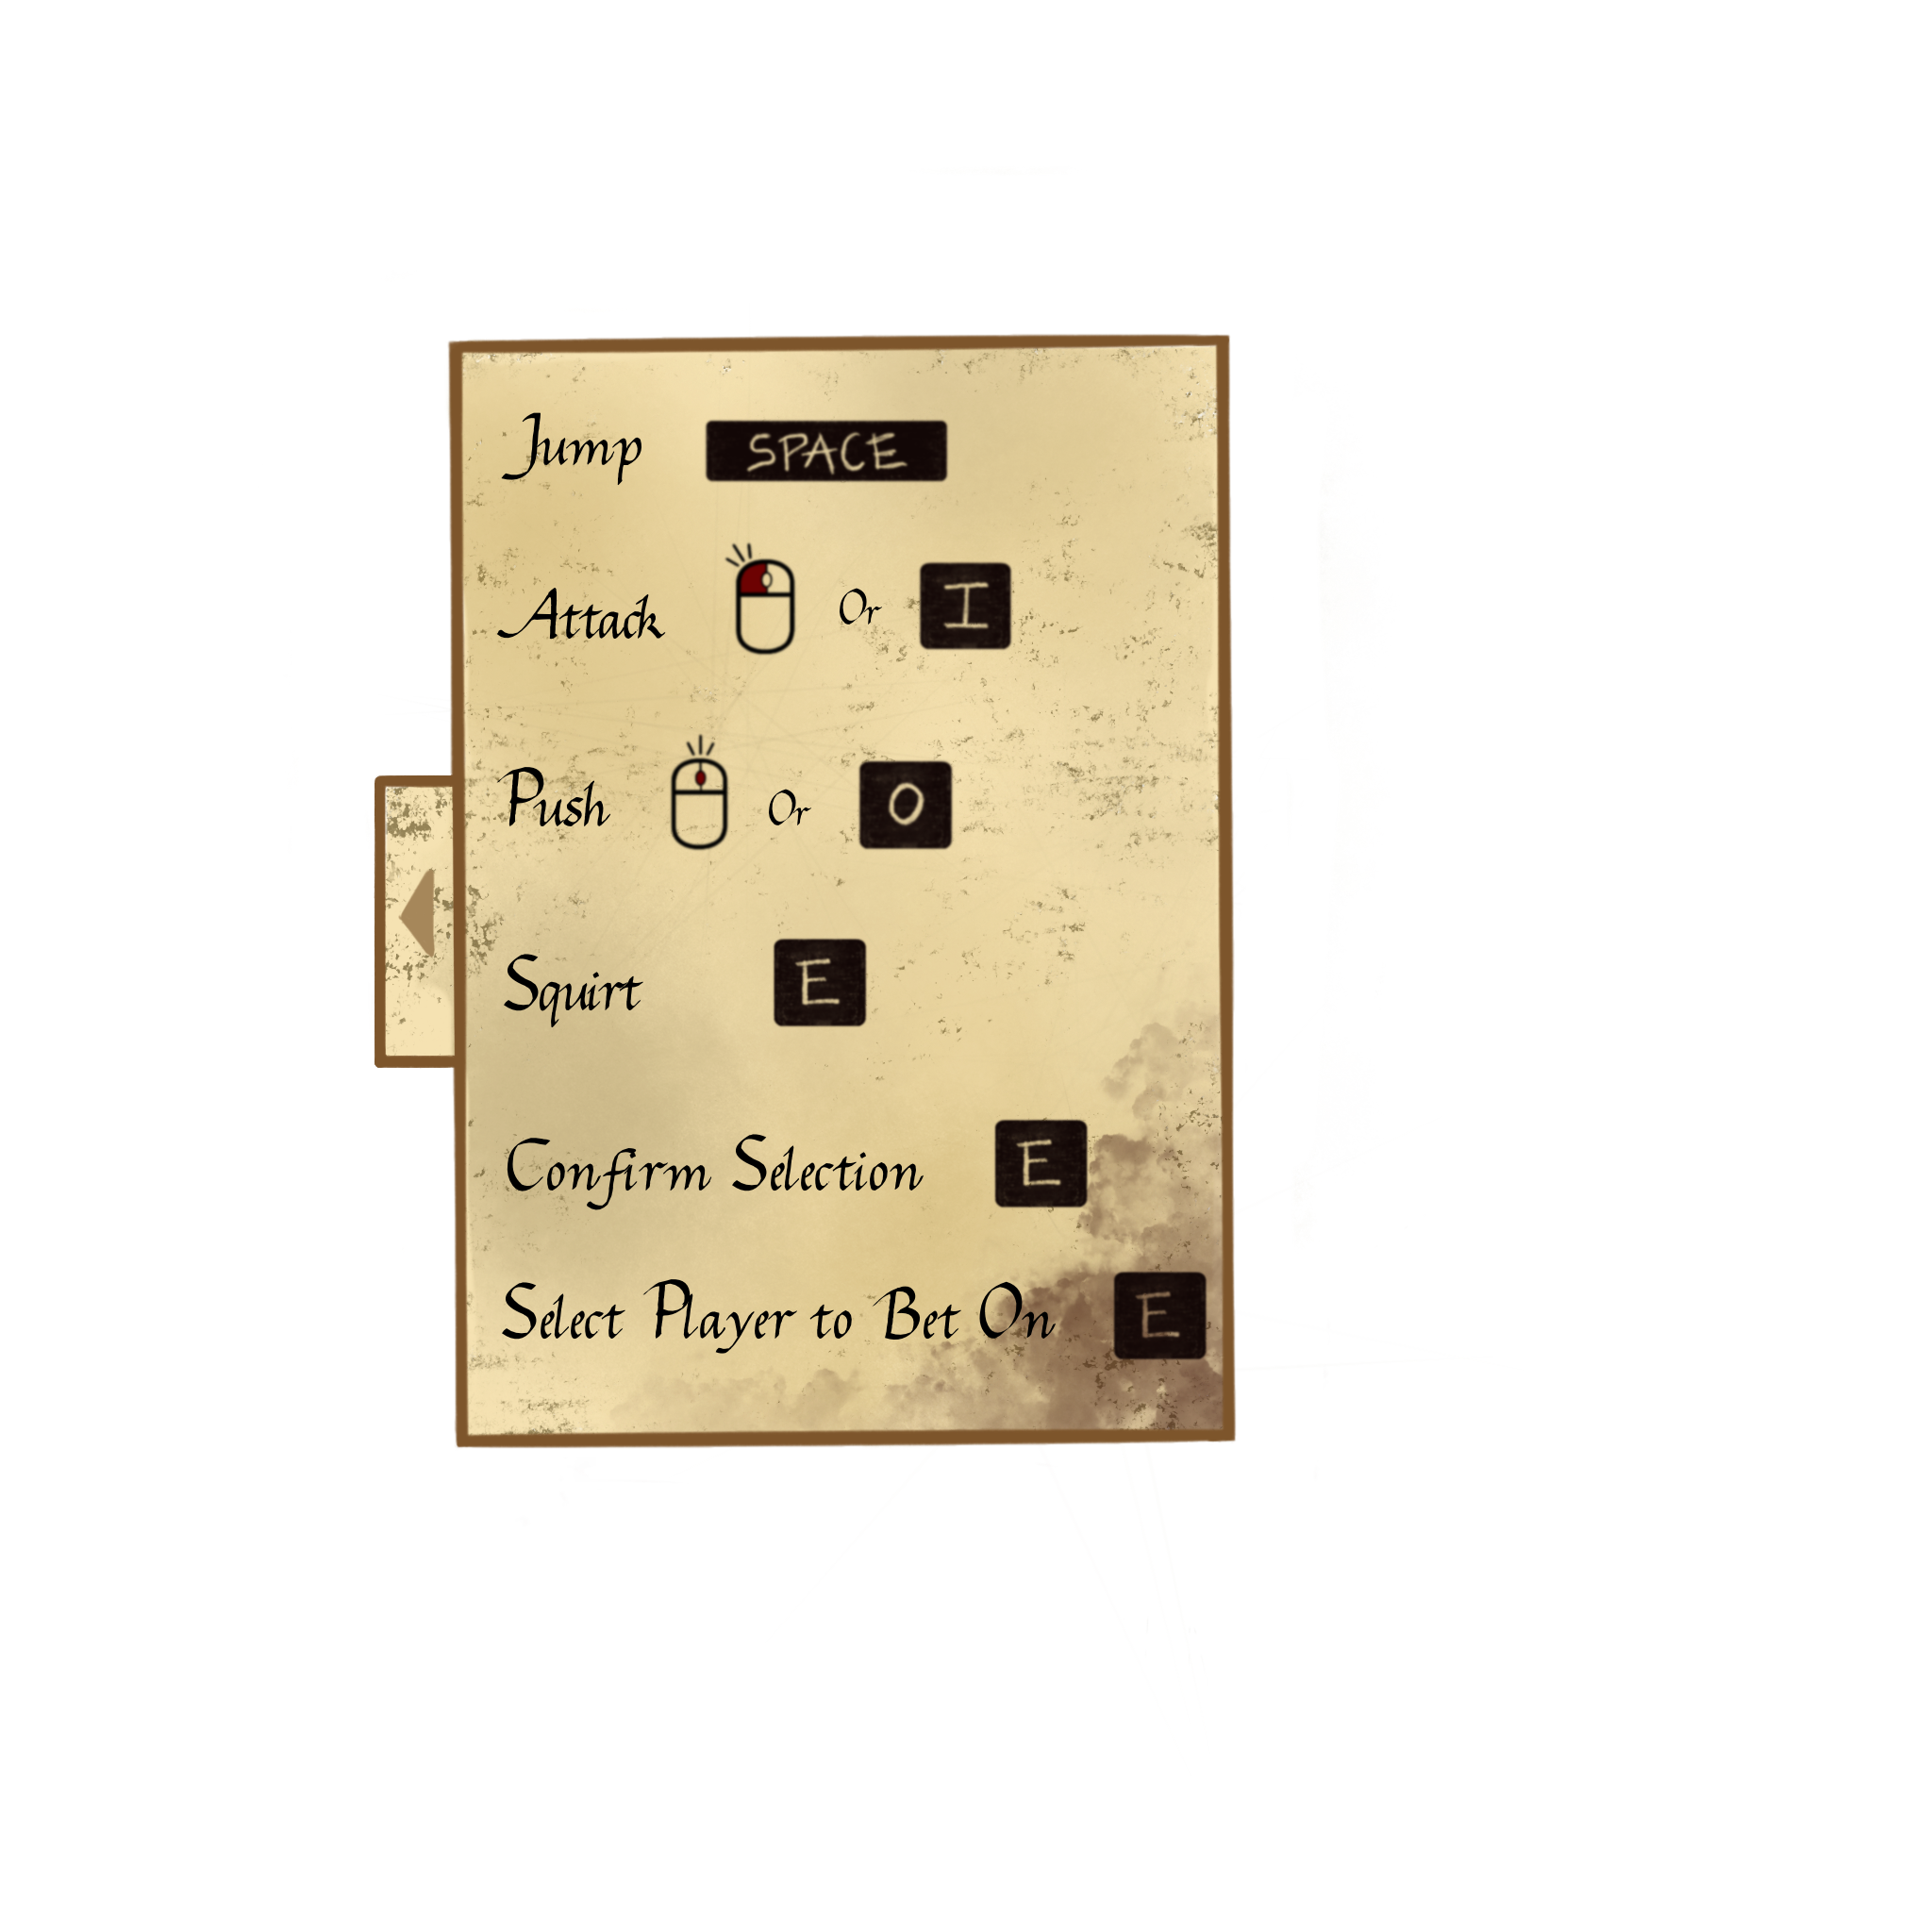 Jump SPACE
Attack Or I
Push Or O
Squirt E
Confirm Selection E
Select Player to Bet On E